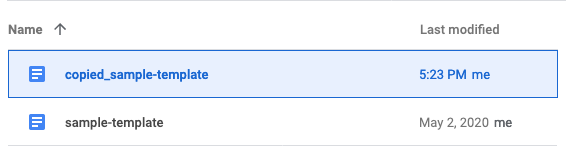 Name Last modified
copied_sample-template 5:23 PM me
sample-template May 2, 2020 me